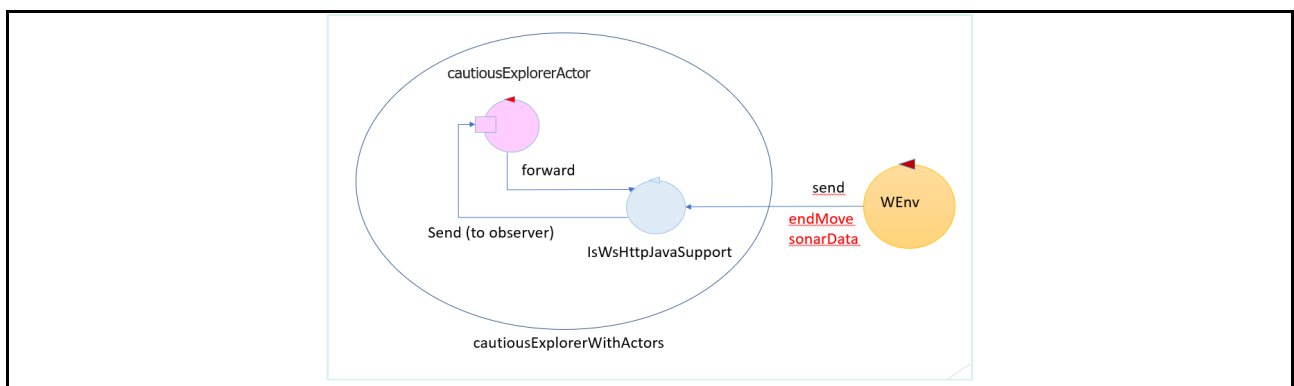 cautiousExplorerActor
forward
send
WEnv
endMove
Send (to observer)
sonarData
IsWsHttpJavaSupport
cautiousExplorerWithActors